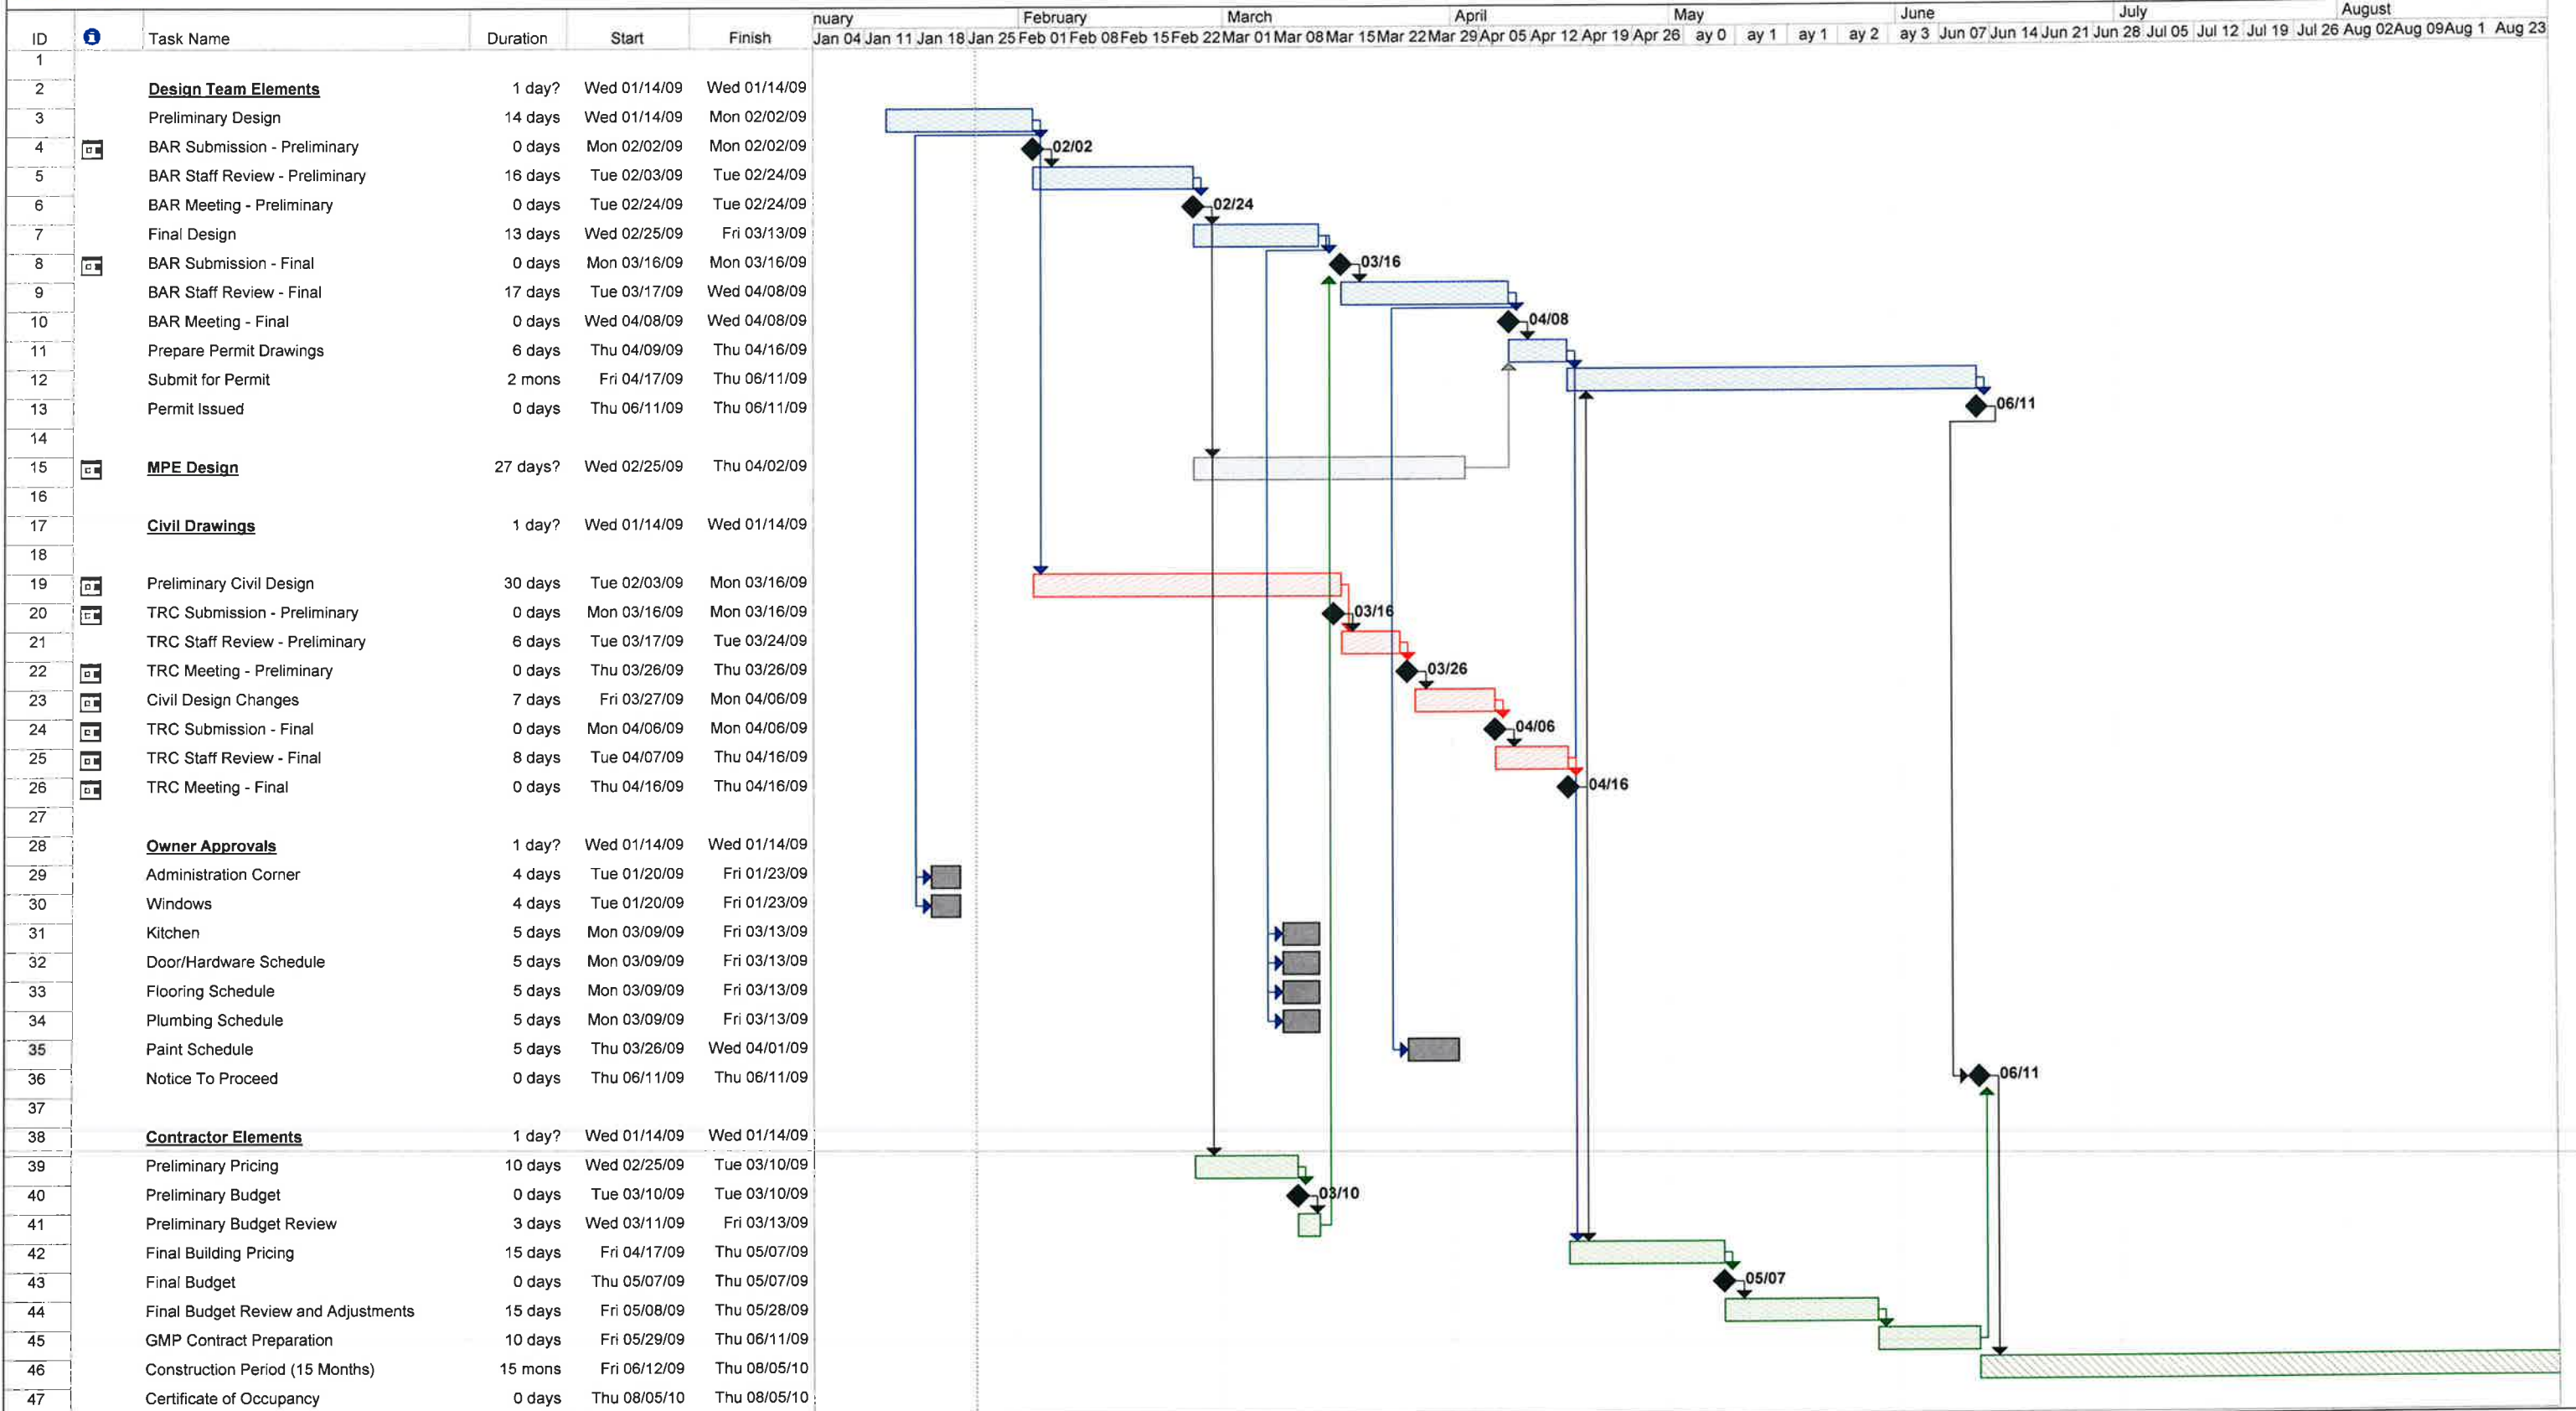 nuary February March April May June July August
ID Task Name Duration Start Finish Jan 04 Jan 11 Jan 18 Jan 25 Feb 01 Feb 08 Feb 15 Feb 22 Mar 01 Mar 08 Mar 15 Mar 22 Mar 29 Apr 05 Apr 12 Apr 19 Apr 26 ay 0 ay 1 ay 1 ay 2 ay 3 Jun 07 Jun 14 Jun 21 Jun 28 Jul 05 Jul 12 Jul 19 Jul 26 Aug 02 Aug 09 Aug 1 Aug 23
1
2 Design Team Elements 1 day? Wed 01/14/09 Wed 01/14/09
3 Preliminary Design 14 days Wed 01/14/09 Mon 02/02/09
4 BAR Submission - Preliminary 0 days Mon 02/02/09 Mon 02/02/09 02/02
5 BAR Staff Review - Preliminary 16 days Tue 02/03/09 Tue 02/24/09
6 BAR Meeting - Preliminary 0 days Tue 02/24/09 Tue 02/24/09 02/24
7 Final Design 13 days Wed 02/25/09 Fri 03/13/09
8 BAR Submission - Final 0 days Mon 03/16/09 Mon 03/16/09 03/16
9 BAR Staff Review - Final 17 days Tue 03/17/09 Wed 04/08/09
10 BAR Meeting - Final 0 days Wed 04/08/09 Wed 04/08/09 04/08
11 Prepare Permit Drawings 6 days Thu 04/09/09 Thu 04/16/09
12 Submit for Permit 2 mons Fri 04/17/09 Thu 06/11/09
13 Permit Issued 0 days Thu 06/11/09 Thu 06/11/09 06/11
14
15 MPE Design 27 days? Wed 02/25/09 Thu 04/02/09
16
17 Civil Drawings 1 day? Wed 01/14/09 Wed 01/14/09
18
19 Preliminary Civil Design 30 days Tue 02/03/09 Mon 03/16/09
20 TRC Submission - Preliminary 0 days Mon 03/16/09 Mon 03/16/09 03/16
21 TRC Staff Review - Preliminary 6 days Tue 03/17/09 Tue 03/24/09
22 TRC Meeting - Preliminary 0 days Thu 03/26/09 Thu 03/26/09 03/26
23 Civil Design Changes 7 days Fri 03/27/09 Mon 04/06/09
24 TRC Submission - Final 0 days Mon 04/06/09 Mon 04/06/09 04/06
25 TRC Staff Review - Final 8 days Tue 04/07/09 Thu 04/16/09
26 TRC Meeting - Final 0 days Thu 04/16/09 Thu 04/16/09 04/16
27
28 Owner Approvals 1 day? Wed 01/14/09 Wed 01/14/09
29 Administration Corner 4 days Tue 01/20/09 Fri 01/23/09
30 Windows 4 days Tue 01/20/09 Fri 01/23/09
31 Kitchen 5 days Mon 03/09/09 Fri 03/13/09
32 Door/Hardware Schedule 5 days Mon 03/09/09 Fri 03/13/09
33 Flooring Schedule 5 days Mon 03/09/09 Fri 03/13/09
34 Plumbing Schedule 5 days Mon 03/09/09 Fri 03/13/09
35 Paint Schedule 5 days Thu 03/26/09 Wed 04/01/09
36 Notice To Proceed 0 days Thu 06/11/09 Thu 06/11/09 06/11
37
38 Contractor Elements 1 day? Wed 01/14/09 Wed 01/14/09
39 Preliminary Pricing 10 days Wed 02/25/09 Tue 03/10/09
40 Preliminary Budget 0 days Tue 03/10/09 Tue 03/10/09 03/10
41 Preliminary Budget Review 3 days Wed 03/11/09 Fri 03/13/09
42 Final Building Pricing 15 days Fri 04/17/09 Thu 05/07/09
43 Final Budget 0 days Thu 05/07/09 Thu 05/07/09 05/07
44 Final Budget Review and Adjustments 15 days Fri 05/08/09 Thu 05/28/09
45 GMP Contract Preparation 10 days Fri 05/29/09 Thu 06/11/09
46 Construction Period (15 Months) 15 mons Fri 06/12/09 Thu 08/05/10
47 Certificate of Occupancy 0 days Thu 08/05/10 Thu 08/05/10